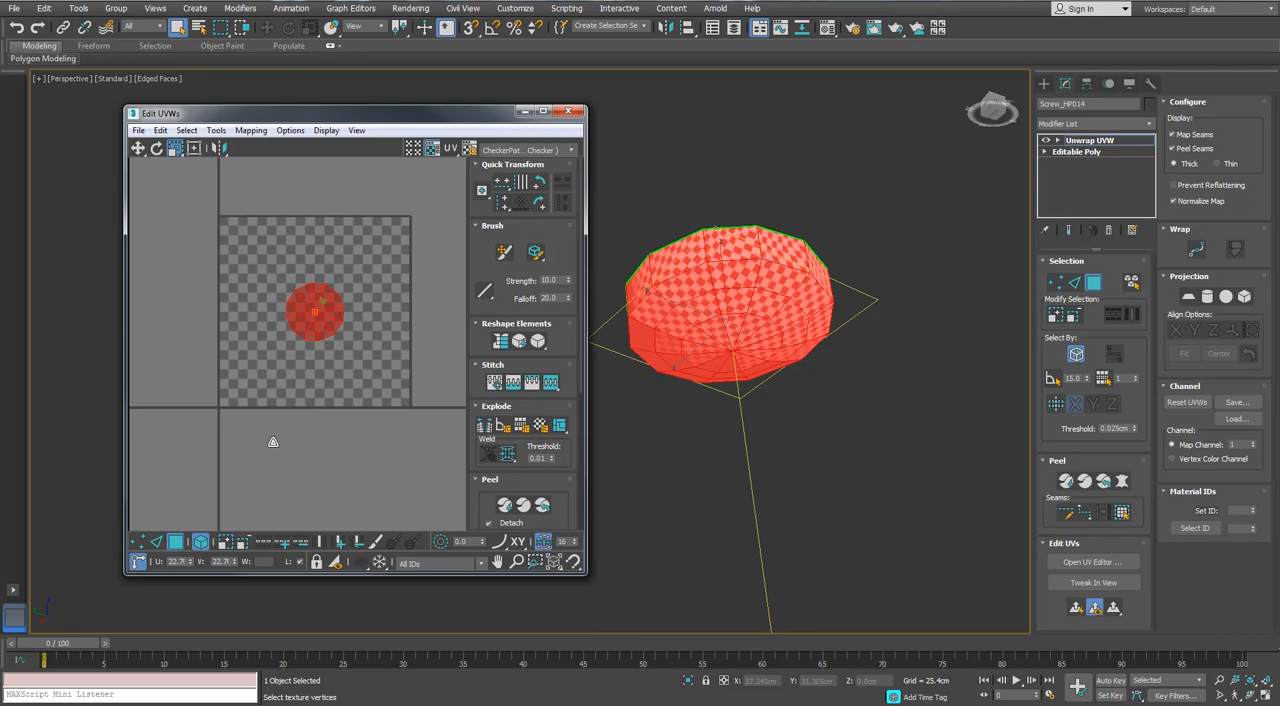 File Edit Tools Group Views Create Modifiers Animation Graph Editors Rendering Civil View Customize Scripting Interactive Content Arnold Help Sign In Workspaces: Default
All View Create Selection Se
Modeling Freeform Selection Object Paint Populate
Polygon Modeling
[+] [Perspective] [Standard] [Edged Faces]
Edit UVWs
File Edit Select Tools Mapping Options Display View
UV CheckerPat... ( Checker )
Quick Transform
Brush
Strength: 10.0
Falloff: 20.0
Reshape Elements
Stitch
Explode
Weld Threshold:
0.01
Peel
Detach
0.0 XY 16
U: 22.7 V: 22.7 W: L: All IDs
Screw_HP014
Modifier List
Unwrap UVW
Editable Poly
Selection
Modify Selection:
Select By:
15.0 1
X Y Z
Threshold: 0.025cm
Peel
Seams:
Edit UVs
Open UV Editor ...
Tweak In View
Configure
Display:
Map Seams
Peel Seams
Thick Thin
Prevent Reflattening
Normalize Map
Wrap
Projection
Align Options:
X Y Z
Fit Center
Channel
Reset UVWs Save...
Load...
Channel:
Map Channel: 1
Vertex Color Channel
Material IDs
Set ID:
Select ID
0 / 100
0 5 10 15 20 25 30 35 40 45 50 55 60 65 70 75 80 85 90 95 100
1 Object Selected
MAXScript Mini Listener
Select texture vertices
X: 57.343cm Y: 31.305cm Z: 0.0cm Grid = 25.4cm
Add Time Tag
0
Auto Key Selected
Set Key Key Filters...